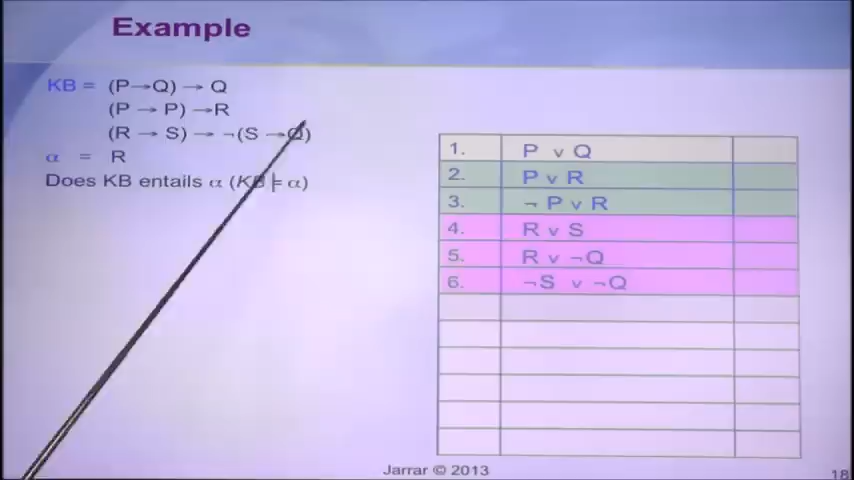 Example
KB = (P→Q) → Q
(P → P) →R
(R → S) → ¬(S →Q)
α = R
Does KB entails α (KB ⊨ α)
1. P v Q
2. P v R
3. ¬ P v R
4. R v S
5. R v ¬Q
6. ¬S v ¬Q
Jarrar © 2013
18